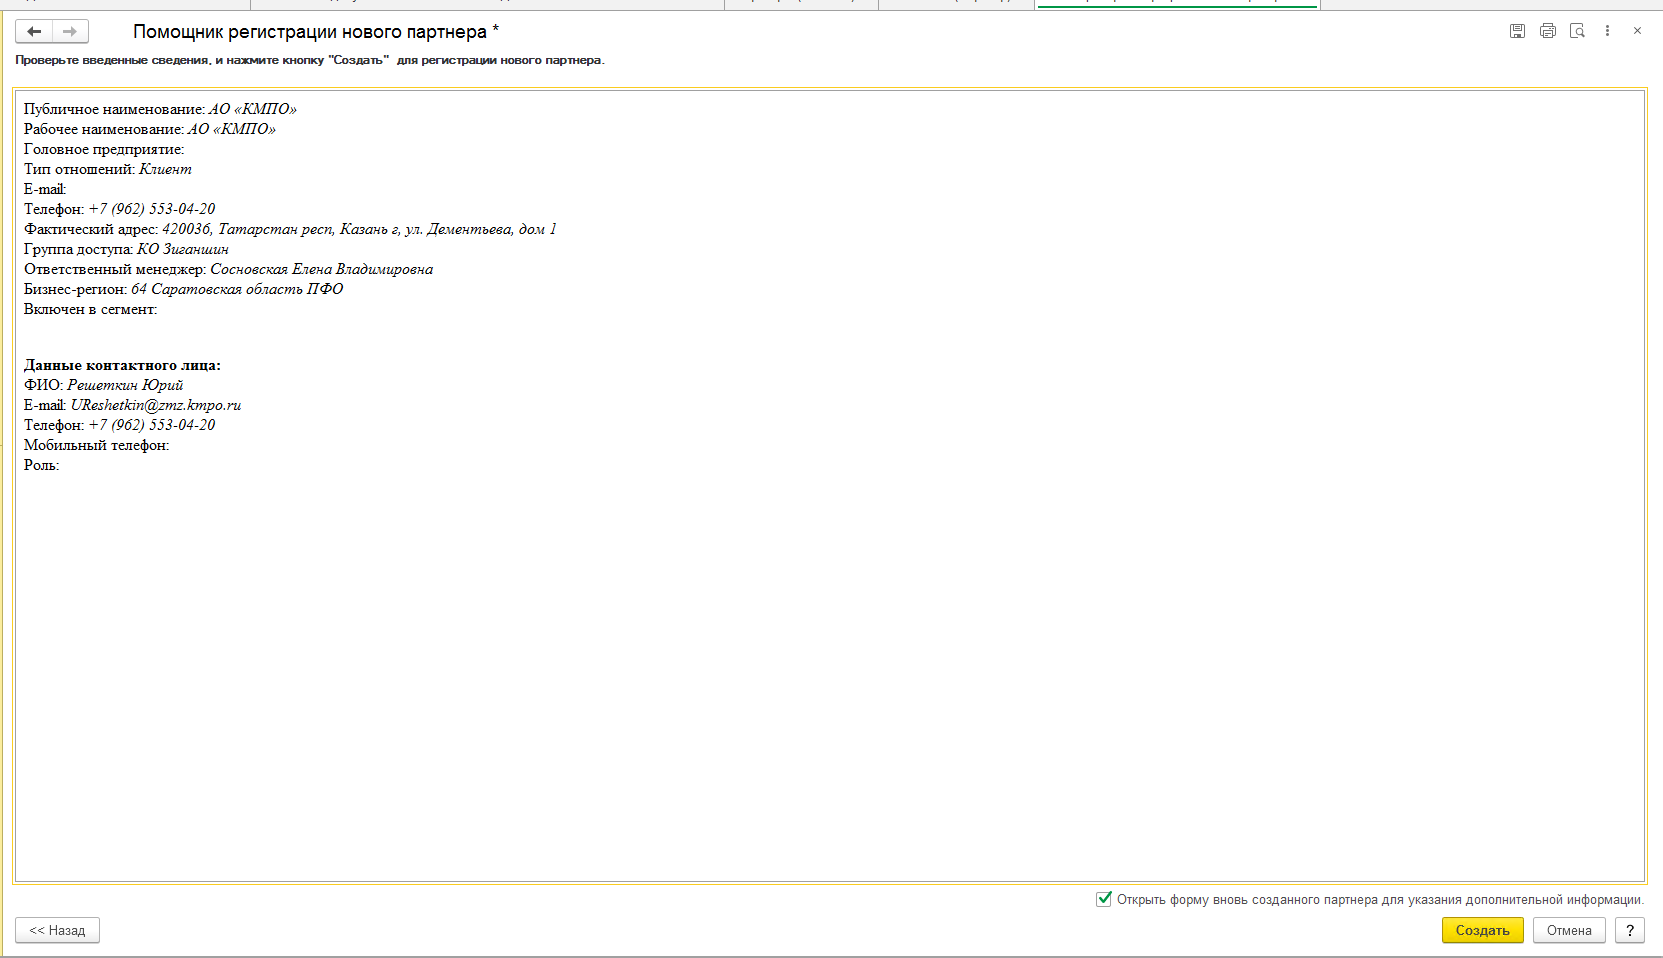 Помощник регистрации нового партнера *
Проверьте введенные сведения, и нажмите кнопку "Создать" для регистрации нового партнера.
Публичное наименование: АО «КМПО»
Рабочее наименование: АО «КМПО»
Головное предприятие:
Тип отношений: Клиент
E-mail:
Телефон: +7 (962) 553-04-20
Фактический адрес: 420036, Татарстан респ, Казань г, ул. Дементьева, дом 1
Группа доступа: КО Зиганшин
Ответственный менеджер: Сосновская Елена Владимировна
Бизнес-регион: 64 Саратовская область ПФО
Включен в сегмент:
Данные контактного лица:
ФИО: Решеткин Юрий
E-mail: UReshetkin@zmz.kmpo.ru
Телефон: +7 (962) 553-04-20
Мобильный телефон:
Роль:
Открыть форму вновь созданного партнера для указания дополнительной информации.
<< Назад
Создать
Отмена
?